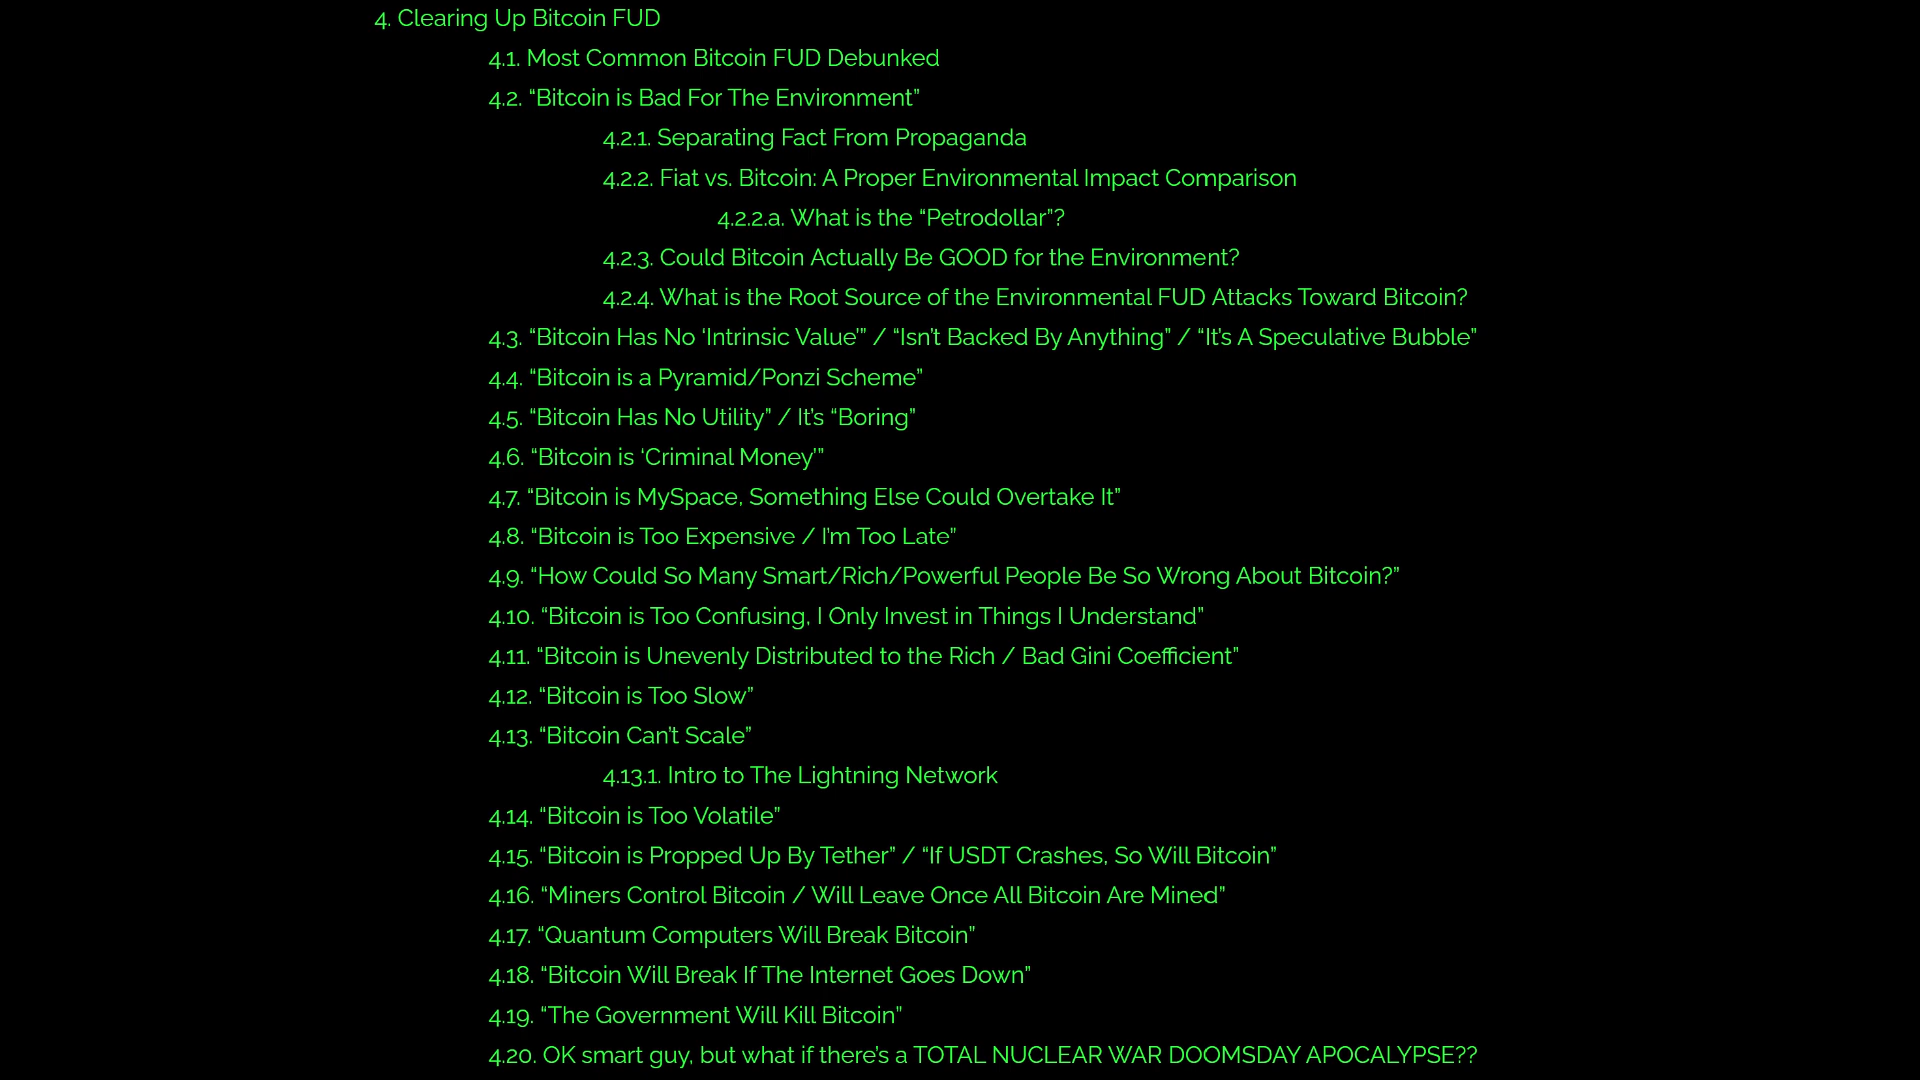 4. Clearing Up Bitcoin FUD
4.1. Most Common Bitcoin FUD Debunked
4.2. “Bitcoin is Bad For The Environment”
4.2.1. Separating Fact From Propaganda
4.2.2. Fiat vs. Bitcoin: A Proper Environmental Impact Comparison
4.2.2.a. What is the “Petrodollar”?
4.2.3. Could Bitcoin Actually Be GOOD for the Environment?
4.2.4. What is the Root Source of the Environmental FUD Attacks Toward Bitcoin?
4.3. “Bitcoin Has No ‘Intrinsic Value’” / “Isn’t Backed By Anything” / “It’s A Speculative Bubble”
4.4. “Bitcoin is a Pyramid/Ponzi Scheme”
4.5. “Bitcoin Has No Utility” / It’s “Boring”
4.6. “Bitcoin is ‘Criminal Money’”
4.7. “Bitcoin is MySpace, Something Else Could Overtake It”
4.8. “Bitcoin is Too Expensive / I’m Too Late”
4.9. “How Could So Many Smart/Rich/Powerful People Be So Wrong About Bitcoin?”
4.10. “Bitcoin is Too Confusing, I Only Invest in Things I Understand”
4.11. “Bitcoin is Unevenly Distributed to the Rich / Bad Gini Coefficient”
4.12. “Bitcoin is Too Slow”
4.13. “Bitcoin Can’t Scale”
4.13.1. Intro to The Lightning Network
4.14. “Bitcoin is Too Volatile”
4.15. “Bitcoin is Propped Up By Tether” / “If USDT Crashes, So Will Bitcoin”
4.16. “Miners Control Bitcoin / Will Leave Once All Bitcoin Are Mined”
4.17. “Quantum Computers Will Break Bitcoin”
4.18. “Bitcoin Will Break If The Internet Goes Down”
4.19. “The Government Will Kill Bitcoin”
4.20. OK smart guy, but what if there’s a TOTAL NUCLEAR WAR DOOMSDAY APOCALYPSE??